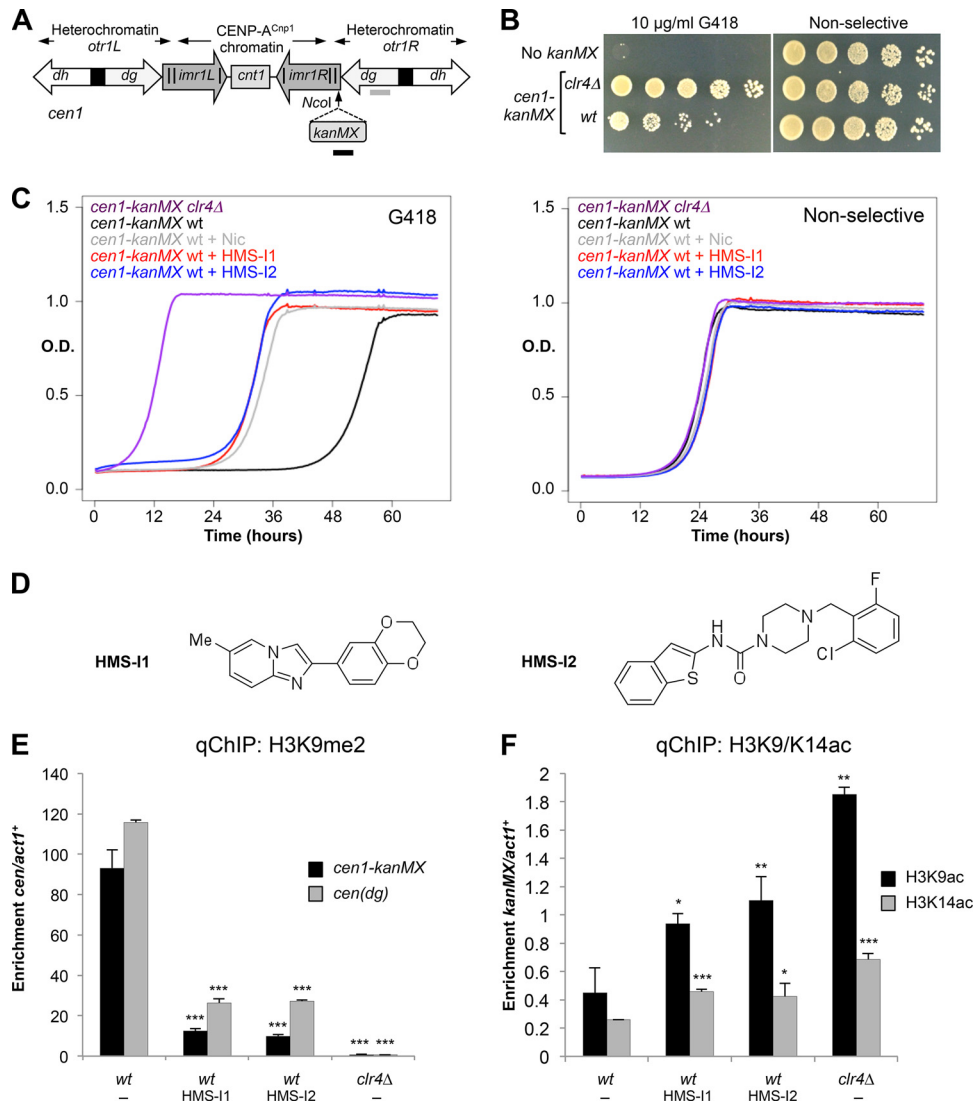 A
Heterochromatin
otr1L
CENP-A^Cnp1
chromatin
Heterochromatin
otr1R
dh
dg
imr1L
cnt1
imr1R
dg
dh
cen1
NcoI
kanMX
B
10 µg/ml G418
Non-selective
No kanMX
cen1-
kanMX
clr4Δ
wt
C
1.5
1.0
O.D.
0.5
0.0
cen1-kanMX clr4Δ
cen1-kanMX wt
cen1-kanMX wt + Nic
cen1-kanMX wt + HMS-I1
cen1-kanMX wt + HMS-I2
G418
0 12 24 36 48 60
Time (hours)
1.5
1.0
O.D.
0.5
0.0
cen1-kanMX clr4Δ
cen1-kanMX wt
cen1-kanMX wt + Nic
cen1-kanMX wt + HMS-I1
cen1-kanMX wt + HMS-I2
Non-selective
0 12 24 36 48 60
Time (hours)
D
HMS-I1
Me
N
N
O
O
HMS-I2
H
N
S
O
N
N
F
Cl
E
qChIP: H3K9me2
Enrichment cen/act1+
140
120
100
80
60
40
20
0
cen1-kanMX
cen(dg)
*** *** *** *** *** ***
wt wt wt clr4Δ
– HMS-I1 HMS-I2 –
F
qChIP: H3K9/K14ac
Enrichment kanMX/act1+
2
1.8
1.6
1.4
1.2
1
0.8
0.6
0.4
0.2
0
H3K9ac
H3K14ac
* *** ** * ** ***
wt wt wt clr4Δ
– HMS-I1 HMS-I2 –